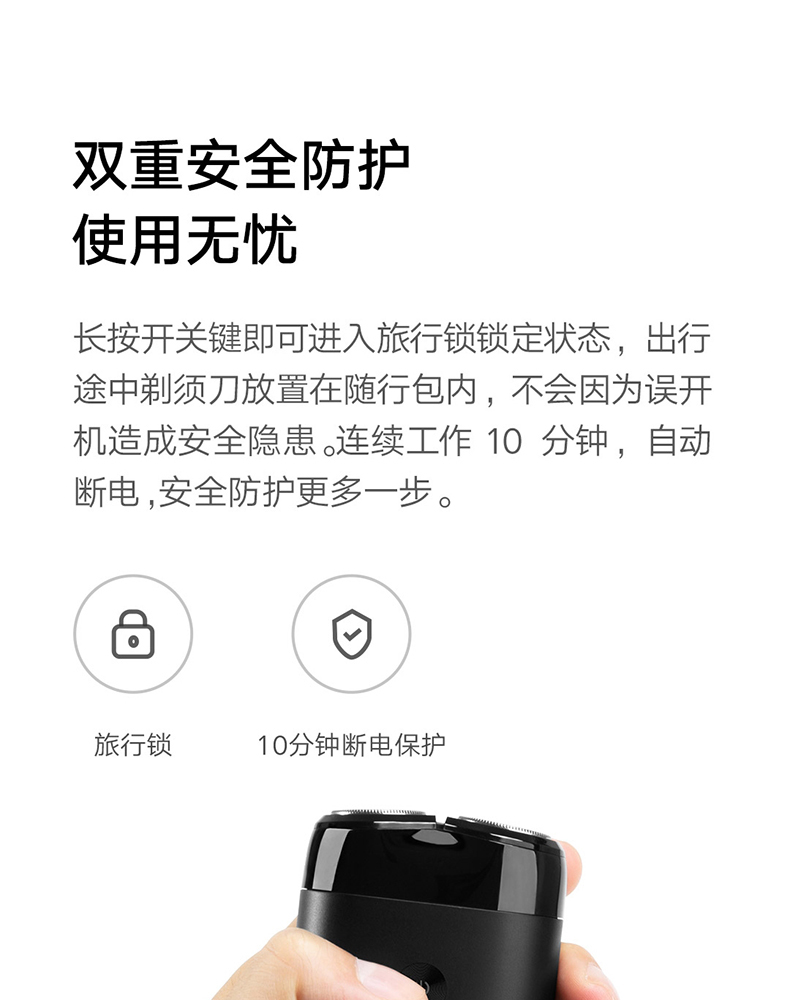 双重安全防护
使用无忧
长按开关键即可进入旅行锁锁定状态，出行
途中剃须刀放置在随行包内，不会因为误开
机造成安全隐患。连续工作 10 分钟，自动
断电,安全防护更多一步。
旅行锁
10分钟断电保护